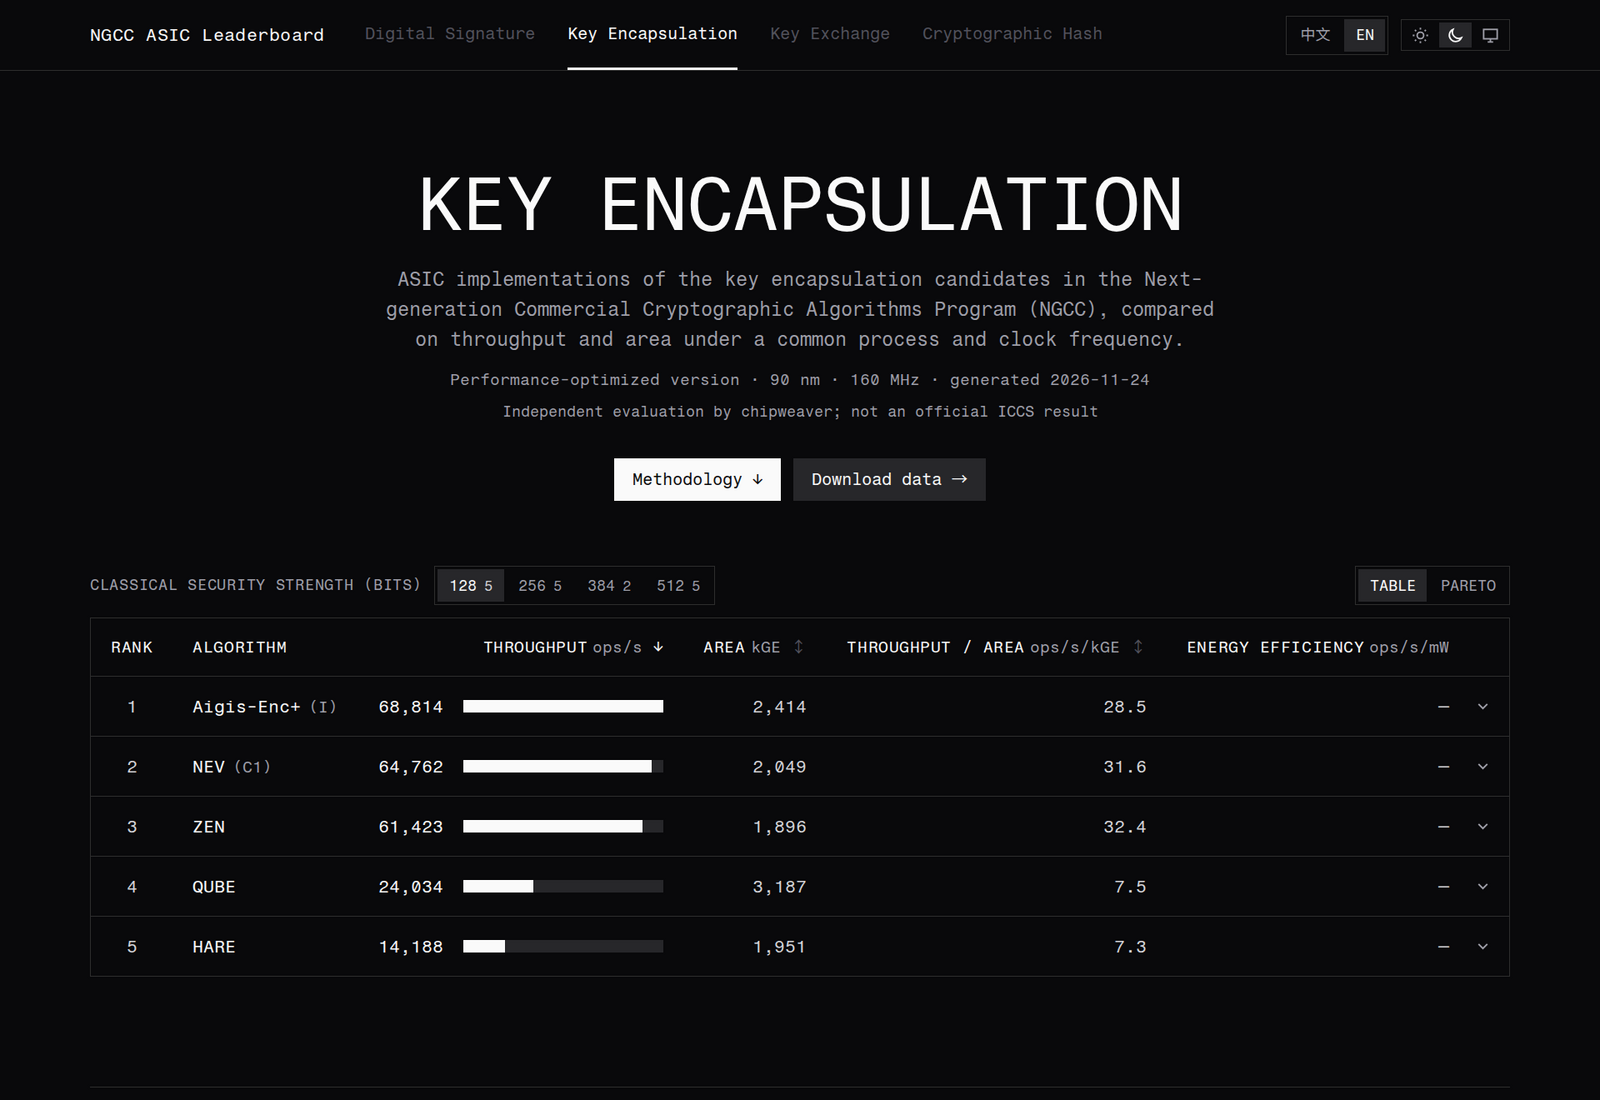 NGCC ASIC Leaderboard Digital Signature Key Encapsulation Key Exchange Cryptographic Hash 中文 EN
KEY ENCAPSULATION
ASIC implementations of the key encapsulation candidates in the Next-
generation Commercial Cryptographic Algorithms Program (NGCC), compared
on throughput and area under a common process and clock frequency.
Performance-optimized version · 90 nm · 160 MHz · generated 2026-11-24
Independent evaluation by chipweaver; not an official ICCS result
Methodology ↓ Download data →
CLASSICAL SECURITY STRENGTH (BITS) 128 5 256 5 384 2 512 5 TABLE PARETO
RANK ALGORITHM THROUGHPUT ops/s ↓ AREA kGE ↕ THROUGHPUT / AREA ops/s/kGE ↕ ENERGY EFFICIENCY ops/s/mW
1 Aigis-Enc+ (I) 68,814 2,414 28.5 —
2 NEV (C1) 64,762 2,049 31.6 —
3 ZEN 61,423 1,896 32.4 —
4 QUBE 24,034 3,187 7.5 —
5 HARE 14,188 1,951 7.3 —